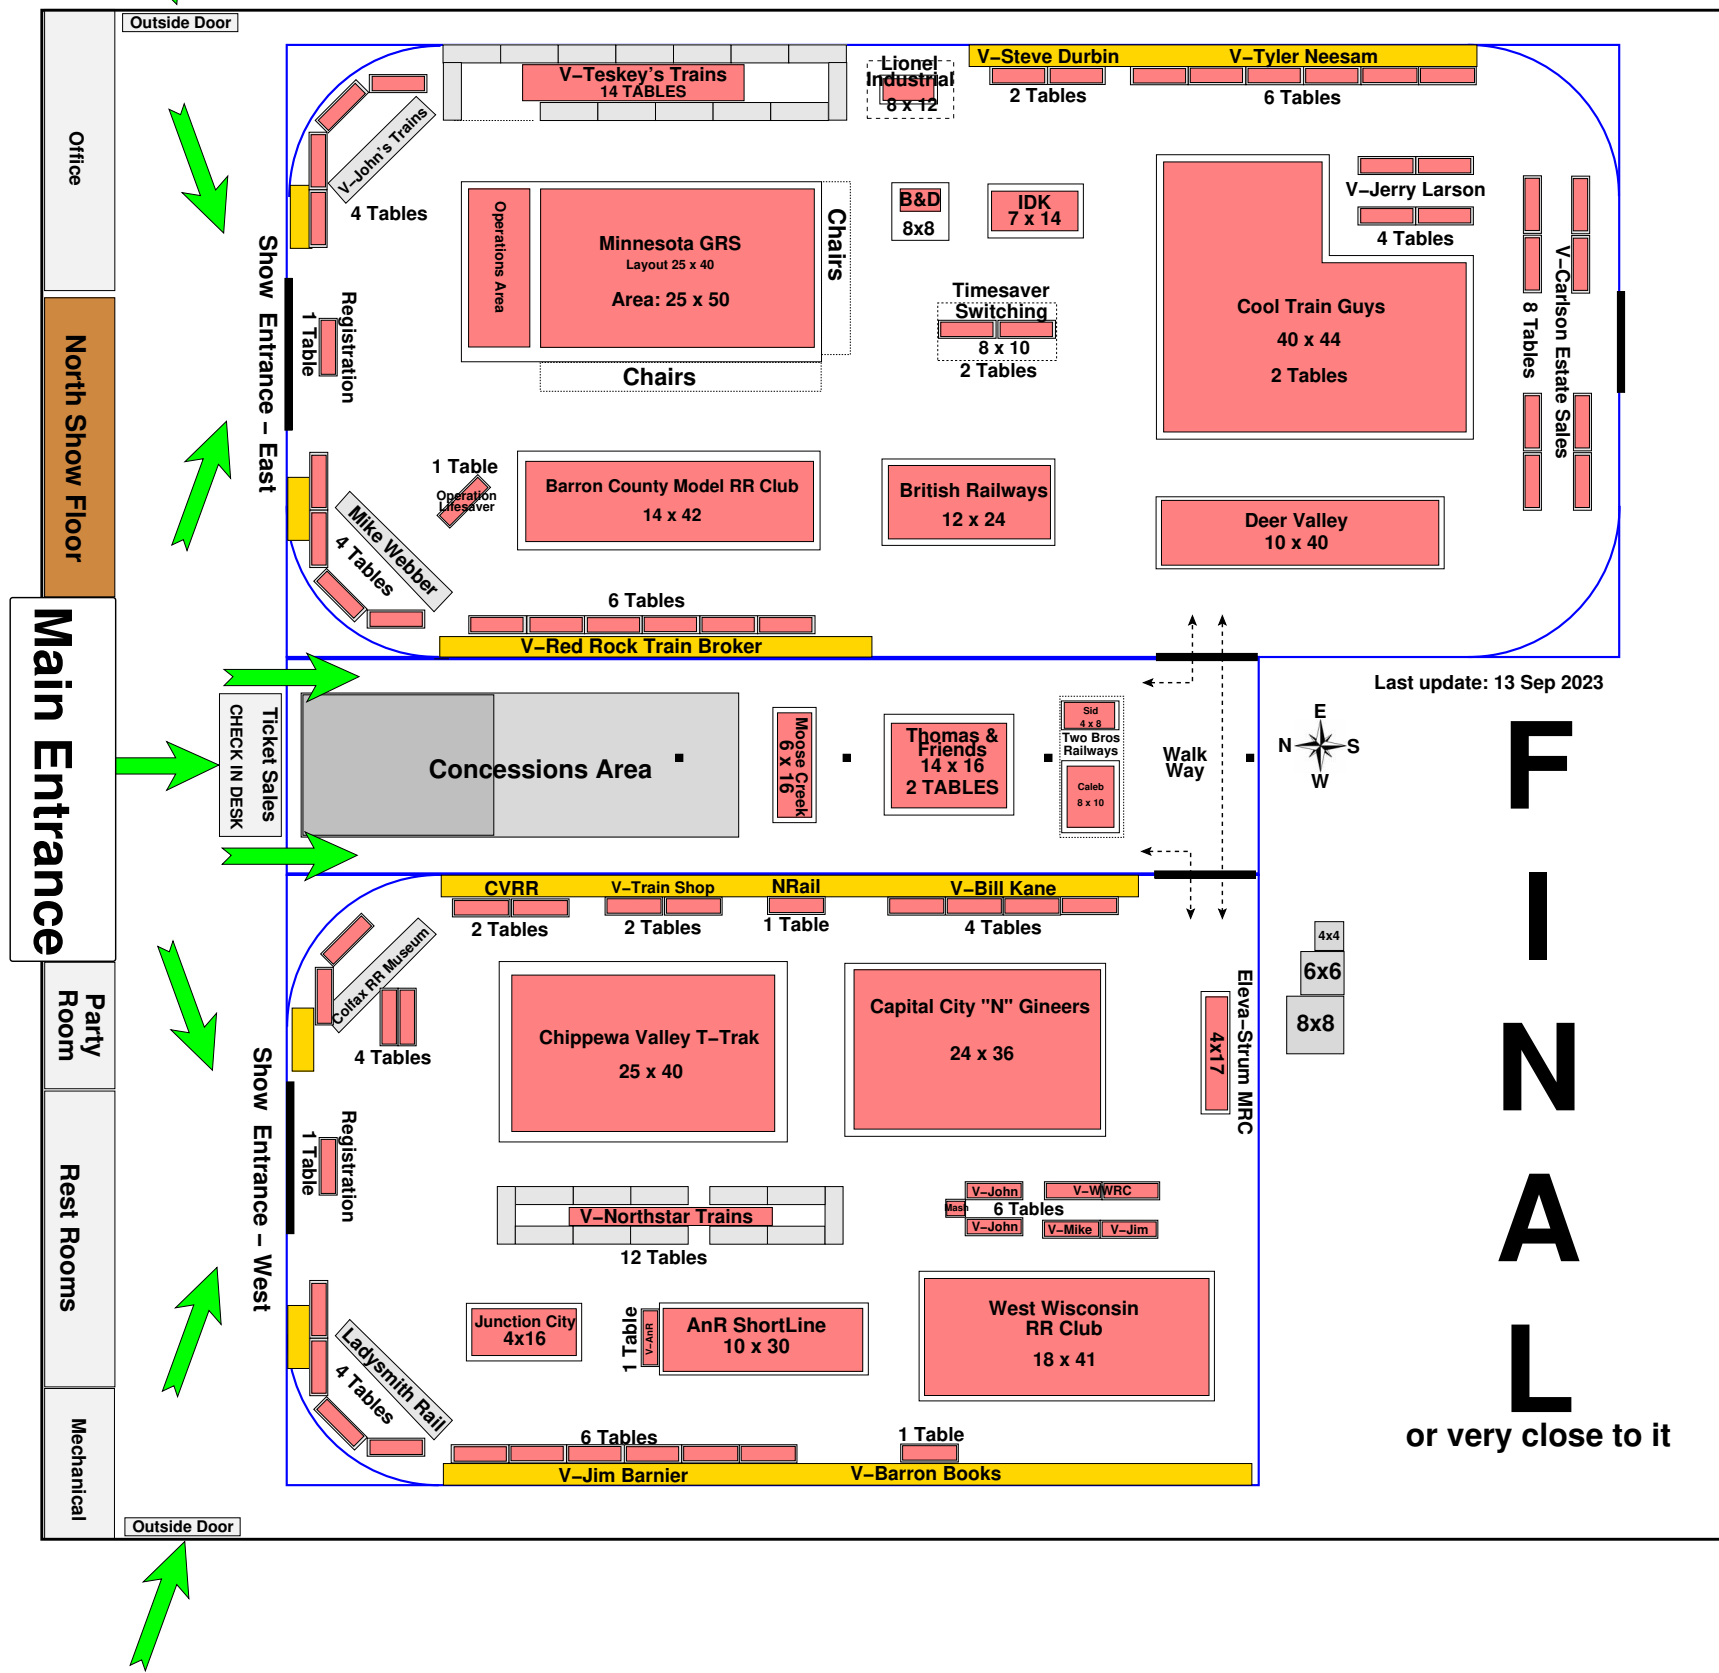 Outside Door
Office
North Show Floor
Main Entrance
Party
Room
Rest Rooms
Mechanical
Outside Door
Show Entrance – East
Registration
1 Table
V–John's Trains
4 Tables
V–Teskey's Trains
14 TABLES
Lionel
Industrial
8 x 12
V–Steve Durbin
2 Tables
V–Tyler Neesam
6 Tables
Operations Area
Minnesota GRS
Layout 25 x 40
Area: 25 x 50
Chairs
Chairs
B&D
8x8
IDK
7 x 14
Timesaver
Switching
8 x 10
2 Tables
Cool Train Guys
40 x 44
2 Tables
V–Jerry Larson
4 Tables
V–Carlson Estate Sales
8 Tables
Mike Webber
4 Tables
1 Table
Operation
Lifesaver
Barron County Model RR Club
14 x 42
British Railways
12 x 24
Deer Valley
10 x 40
6 Tables
V–Red Rock Train Broker
Ticket Sales
CHECK IN DESK
Concessions Area
Moose Creek
6 x 16
Thomas &
Friends
14 x 16
2 TABLES
Sid
4 x 8
Two Bros
Railways
Caleb
8 x 10
Walk
Way
Last update: 13 Sep 2023
E
N
S
W
FINAL
or very close to it
4x4
6x6
8x8
CVRR
2 Tables
V–Train Shop
2 Tables
NRail
1 Table
V–Bill Kane
4 Tables
Colfax RR Museum
4 Tables
Show Entrance – West
Registration
1 Table
Chippewa Valley T–Trak
25 x 40
Capital City "N" Gineers
24 x 36
Eleva–Strum MRC
4x17
V–Northstar Trains
12 Tables
V–John
V–WWRC
Mash
6 Tables
V–John
V–Mike
V–Jim
Junction City
4x16
1 Table
V–AnR
AnR ShortLine
10 x 30
West Wisconsin
RR Club
18 x 41
Ladysmith Rail
4 Tables
6 Tables
V–Jim Barnier
1 Table
V–Barron Books